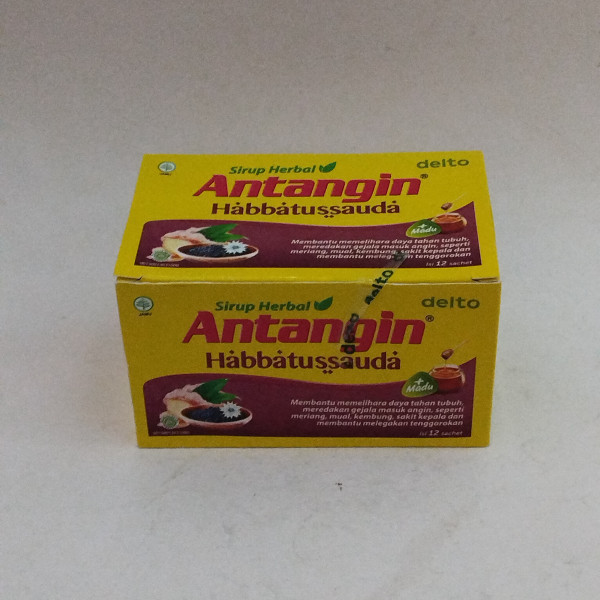 Sirup Herbal
delto
Antangin®
Habbatussauda
+
Madu
Membantu memelihara daya tahan tubuh,
meredakan gejala masuk angin, seperti
meriang, mual, kembung, sakit kepala dan
membantu melegakan tenggorokan
Isi 12 sachet
delto
Sirup Herbal
delto
Antangin®
Habbatussauda
+
Madu
Membantu memelihara daya tahan tubuh,
meredakan gejala masuk angin, seperti
meriang, mual, kembung, sakit kepala dan
membantu melegakan tenggorokan
Isi 12 sachet